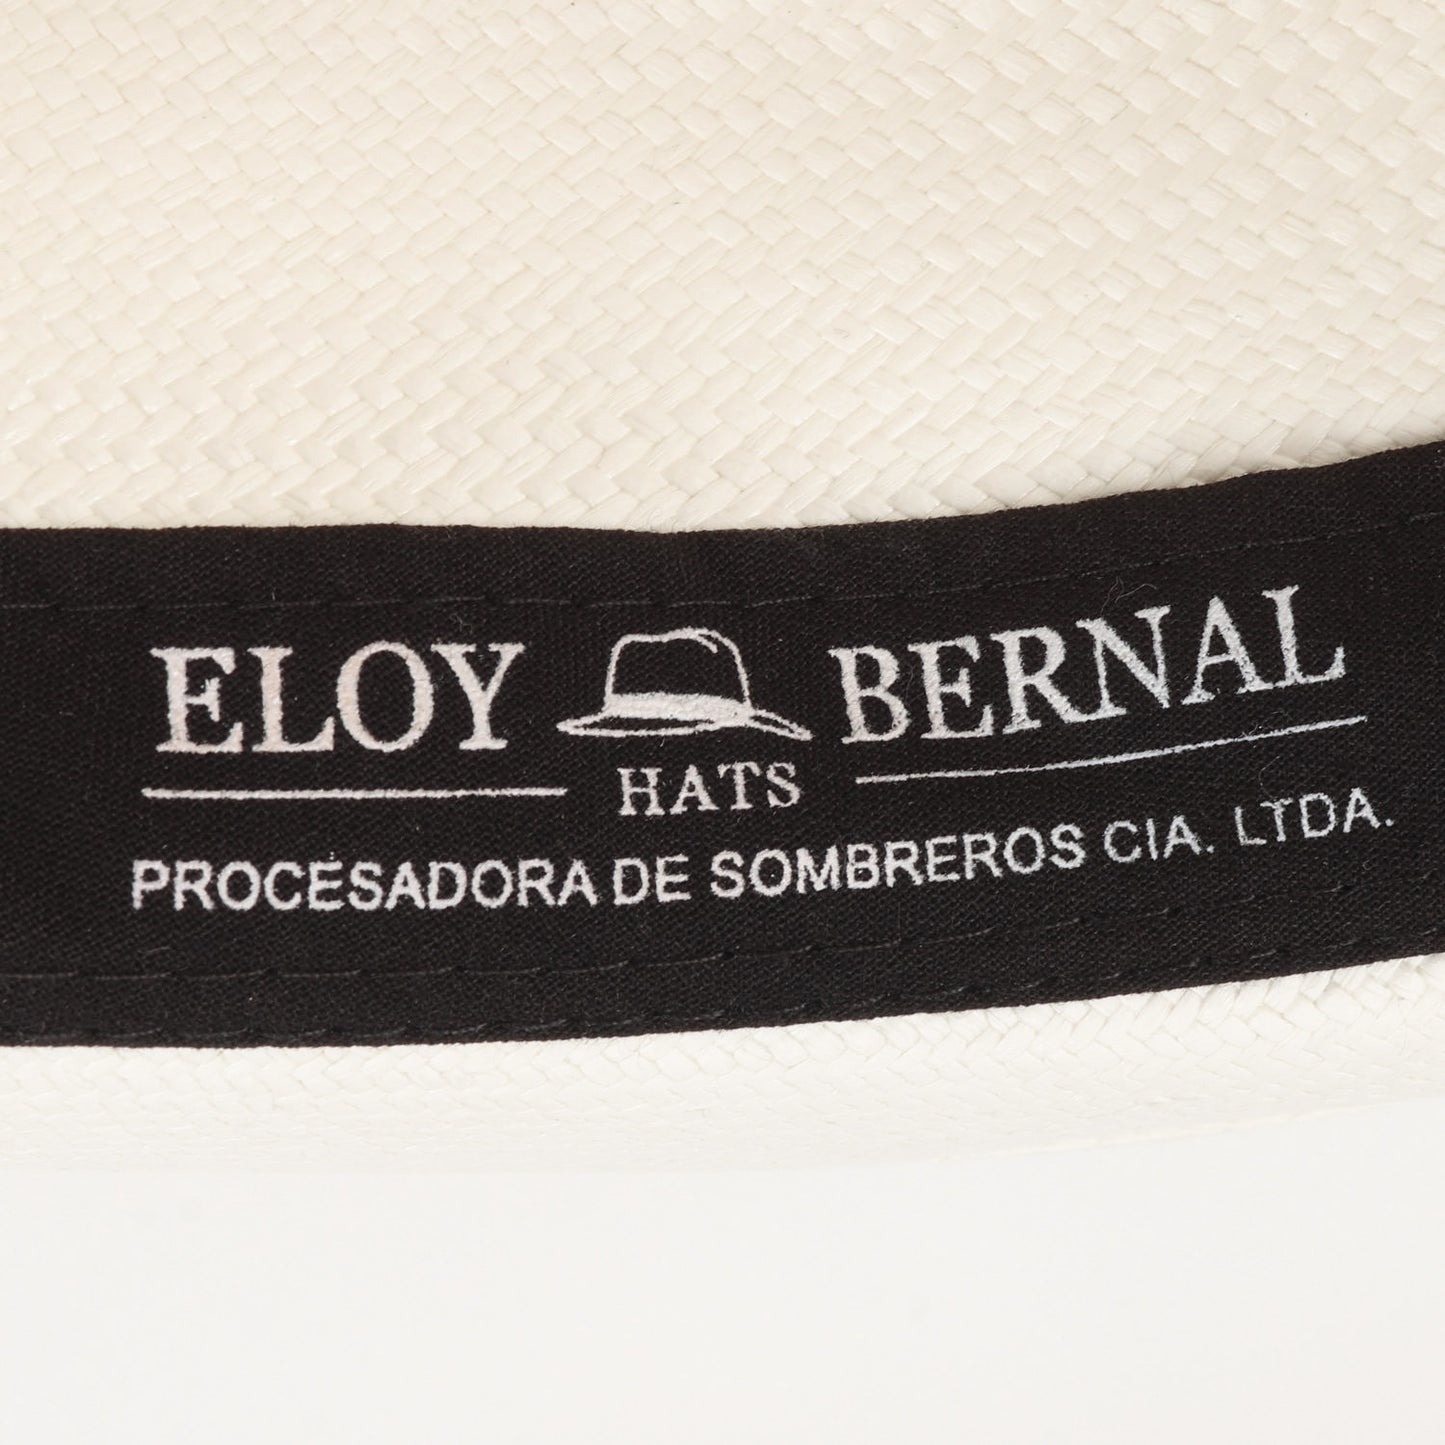 ELOY BERNAL
HATS
PROCESADORA DE SOMBREROS CIA. LTDA.